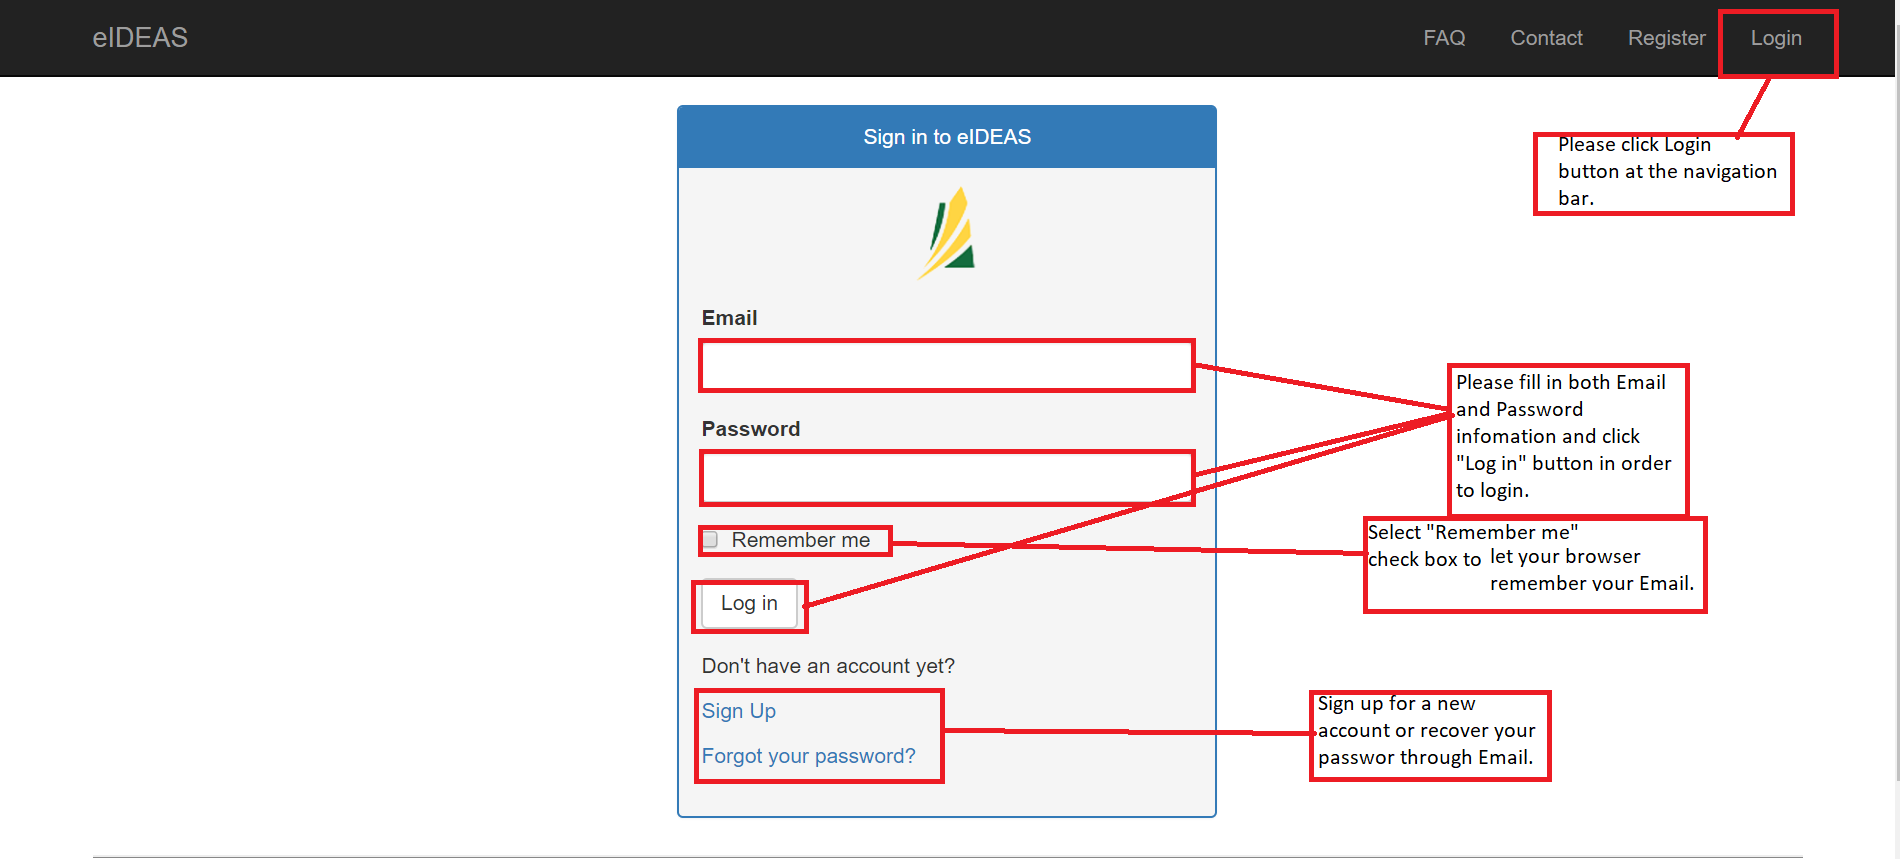 eIDEAS
FAQ
Contact
Register
Login
Sign in to eIDEAS
Please click Login
button at the navigation
bar.
Email
Password
Please fill in both Email
and Password
infomation and click
"Log in" button in order
to login.
Remember me
Select "Remember me"
check box to let your browser
remember your Email.
Log in
Don't have an account yet?
Sign Up
Forgot your password?
Sign up for a new
account or recover your
passwor through Email.